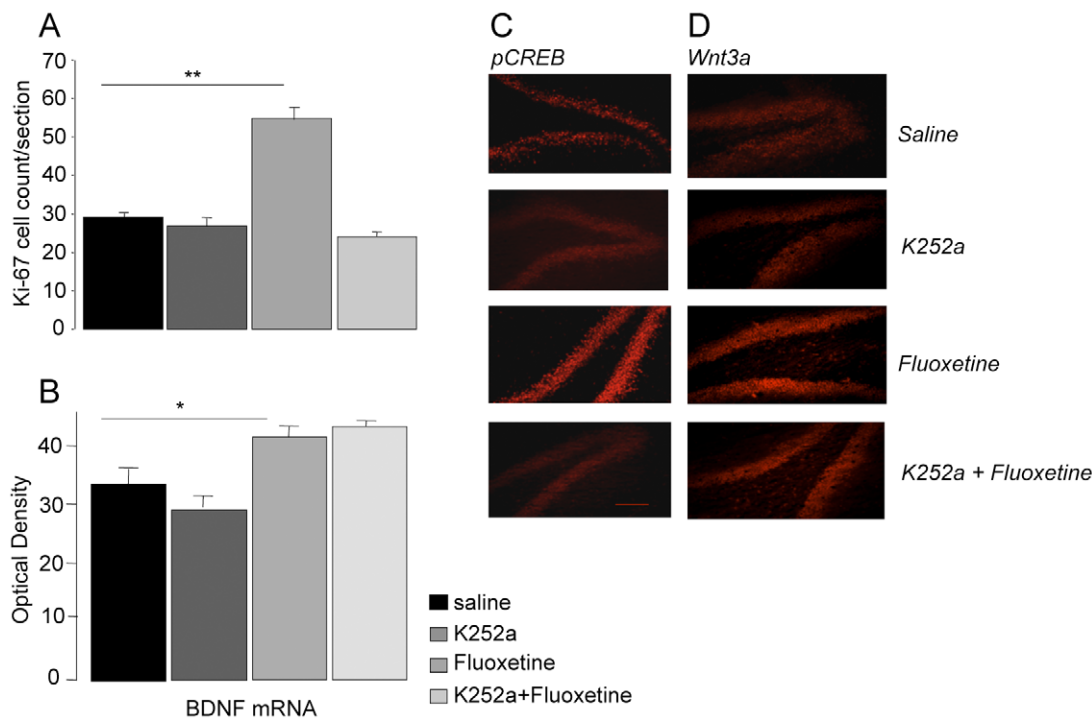 A
Ki-67 cell count/section
70
60
50
40
30
20
10
0
**
B
Optical Density
40
30
20
10
0
*
BDNF mRNA
saline
K252a
Fluoxetine
K252a+Fluoxetine
C
D
pCREB
Wnt3a
Saline
K252a
Fluoxetine
K252a + Fluoxetine